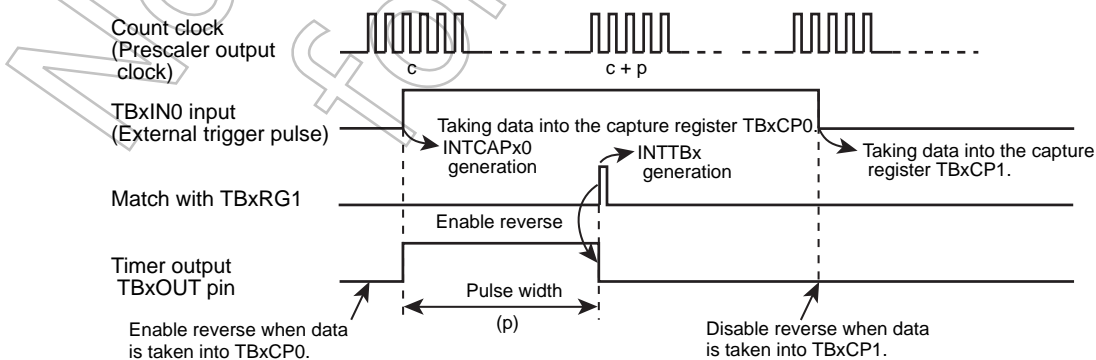 Count clock
(Prescaler output
clock)
c
c + p
TBxIN0 input
(External trigger pulse)
Taking data into the capture register TBxCP0.
INTCAPx0
generation
INTTBx
generation
Taking data into the capture
register TBxCP1.
Match with TBxRG1
Enable reverse
Timer output
TBxOUT pin
Pulse width
(p)
Enable reverse when data
is taken into TBxCP0.
Disable reverse when data
is taken into TBxCP1.